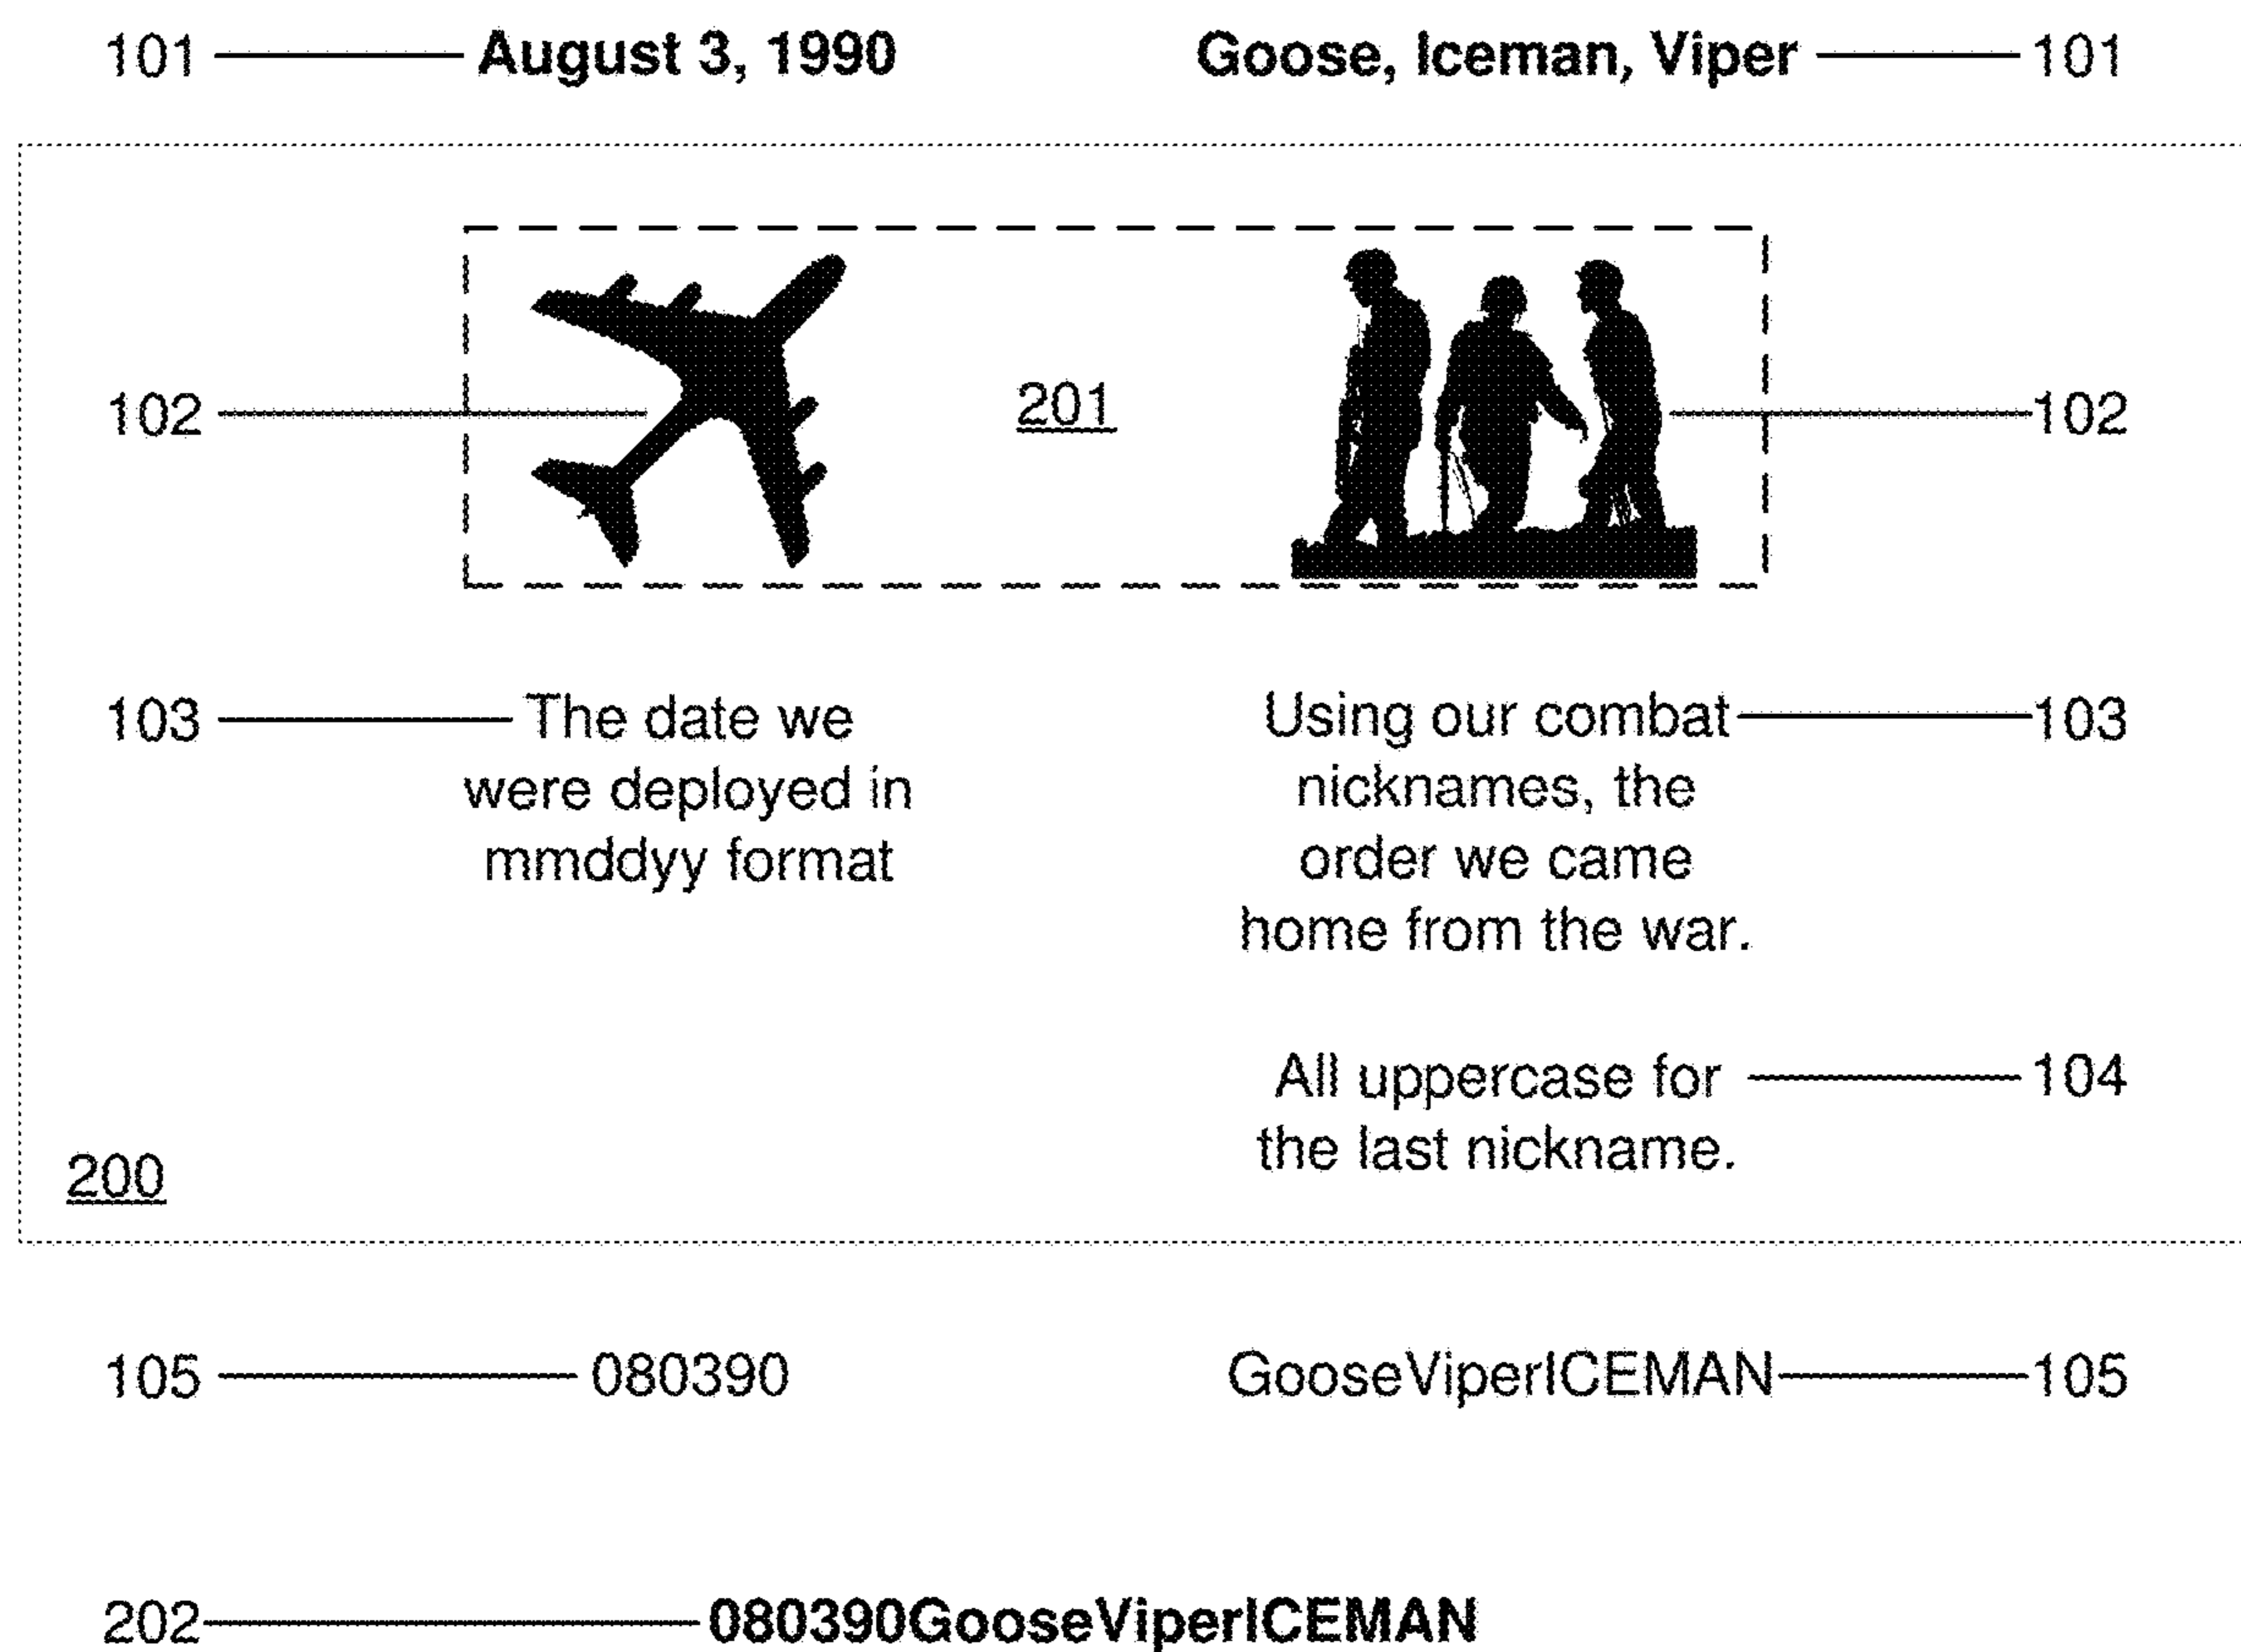 101 August 3, 1990 Goose, Iceman, Viper 101
102 201 102
103 The date we
were deployed in
mmddyy format
Using our combat 103
nicknames, the
order we came
home from the war.
All uppercase for 104
the last nickname.
200
105 080390 GooseViperICEMAN 105
202 080390GooseViperICEMAN